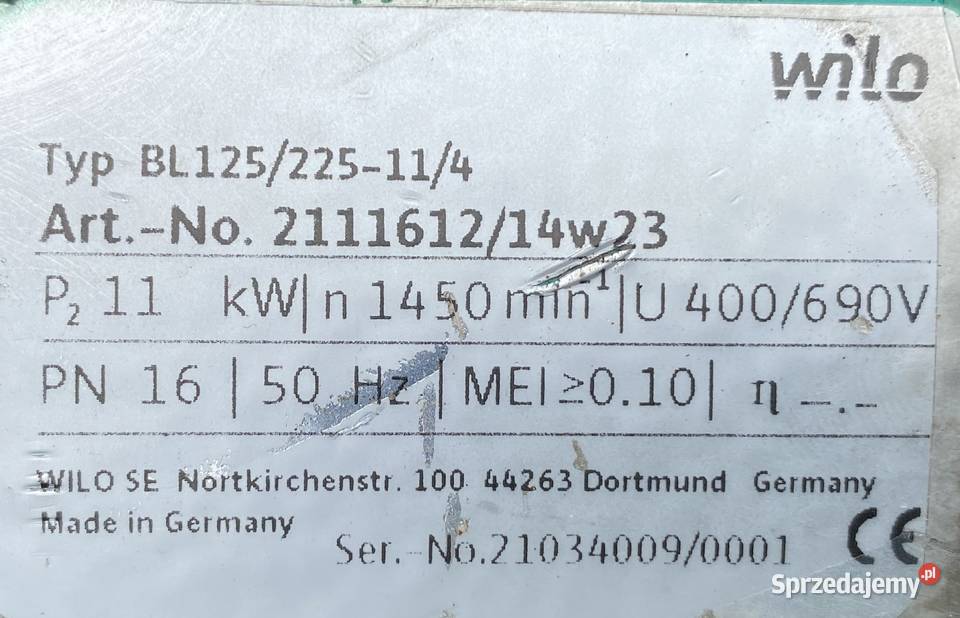 wilo
Typ BL125/225-11/4
Art.-No. 2111612/14w23
P₂ 11 kW | n 1450 min⁻¹ | U 400/690V
PN 16 | 50 Hz | MEI ≥0.10 | η _._
WILO SE Nortkirchenstr. 100 44263 Dortmund Germany
Made in Germany
Ser.-No.21034009/0001 CE
Sprzedajemy.pl